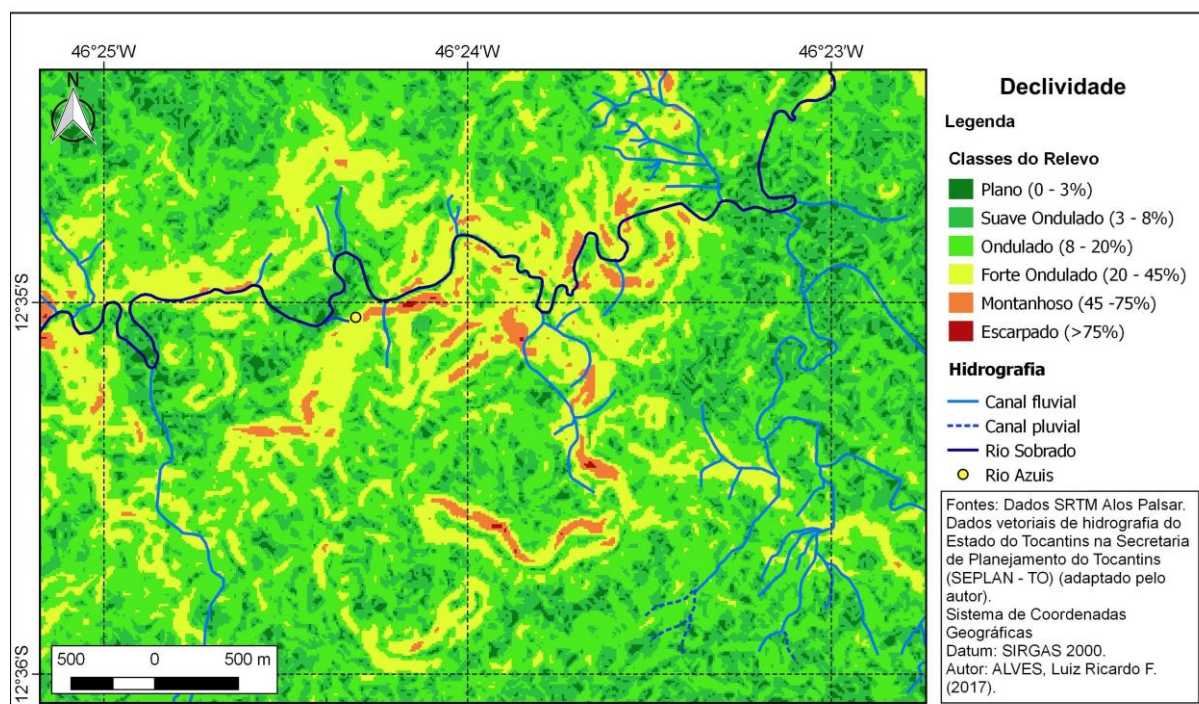 46°25'W
46°24'W
46°23'W
N
12°35'S
12°36'S
500 0 500 m
Declividade
Legenda
Classes do Relevo
Plano (0 - 3%)
Suave Ondulado (3 - 8%)
Ondulado (8 - 20%)
Forte Ondulado (20 - 45%)
Montanhoso (45 -75%)
Escarpado (>75%)
Hidrografia
Canal fluvial
Canal pluvial
Rio Sobrado
Rio Azuis
Fontes: Dados SRTM Alos Palsar.
Dados vetoriais de hidrografia do
Estado do Tocantins na Secretaria
de Planejamento do Tocantins
(SEPLAN - TO) (adaptado pelo
autor).
Sistema de Coordenadas
Geográficas
Datum: SIRGAS 2000.
Autor: ALVES, Luiz Ricardo F.
(2017).